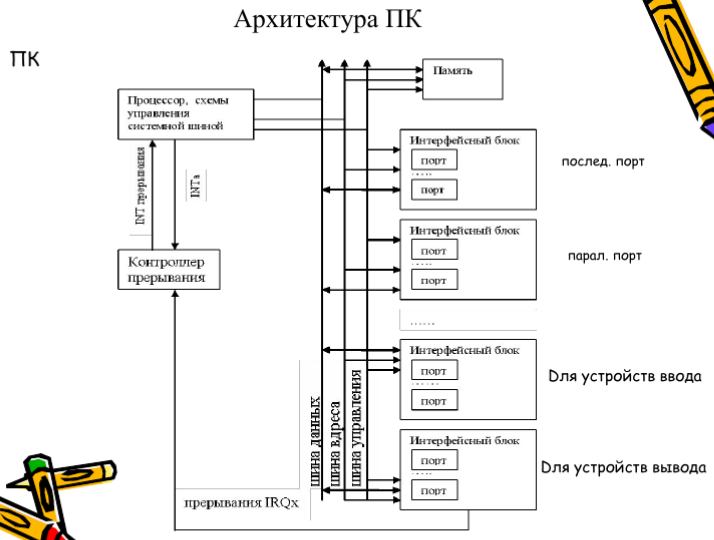 Архитектура ПК
ПК
Память
Процессор, схемы
управления
системной шиной
Интерфейсный блок
порт
.....
порт
послед. порт
INT прерывания
INTa
Контроллер
прерывания
Интерфейсный блок
порт
.....
порт
парал. порт
......
Интерфейсный блок
порт
......
порт
Для устройств ввода
шина данных
шина вдреса
шина управления
Интерфейсный блок
порт
.....
порт
Для устройств вывода
прерывания IRQx